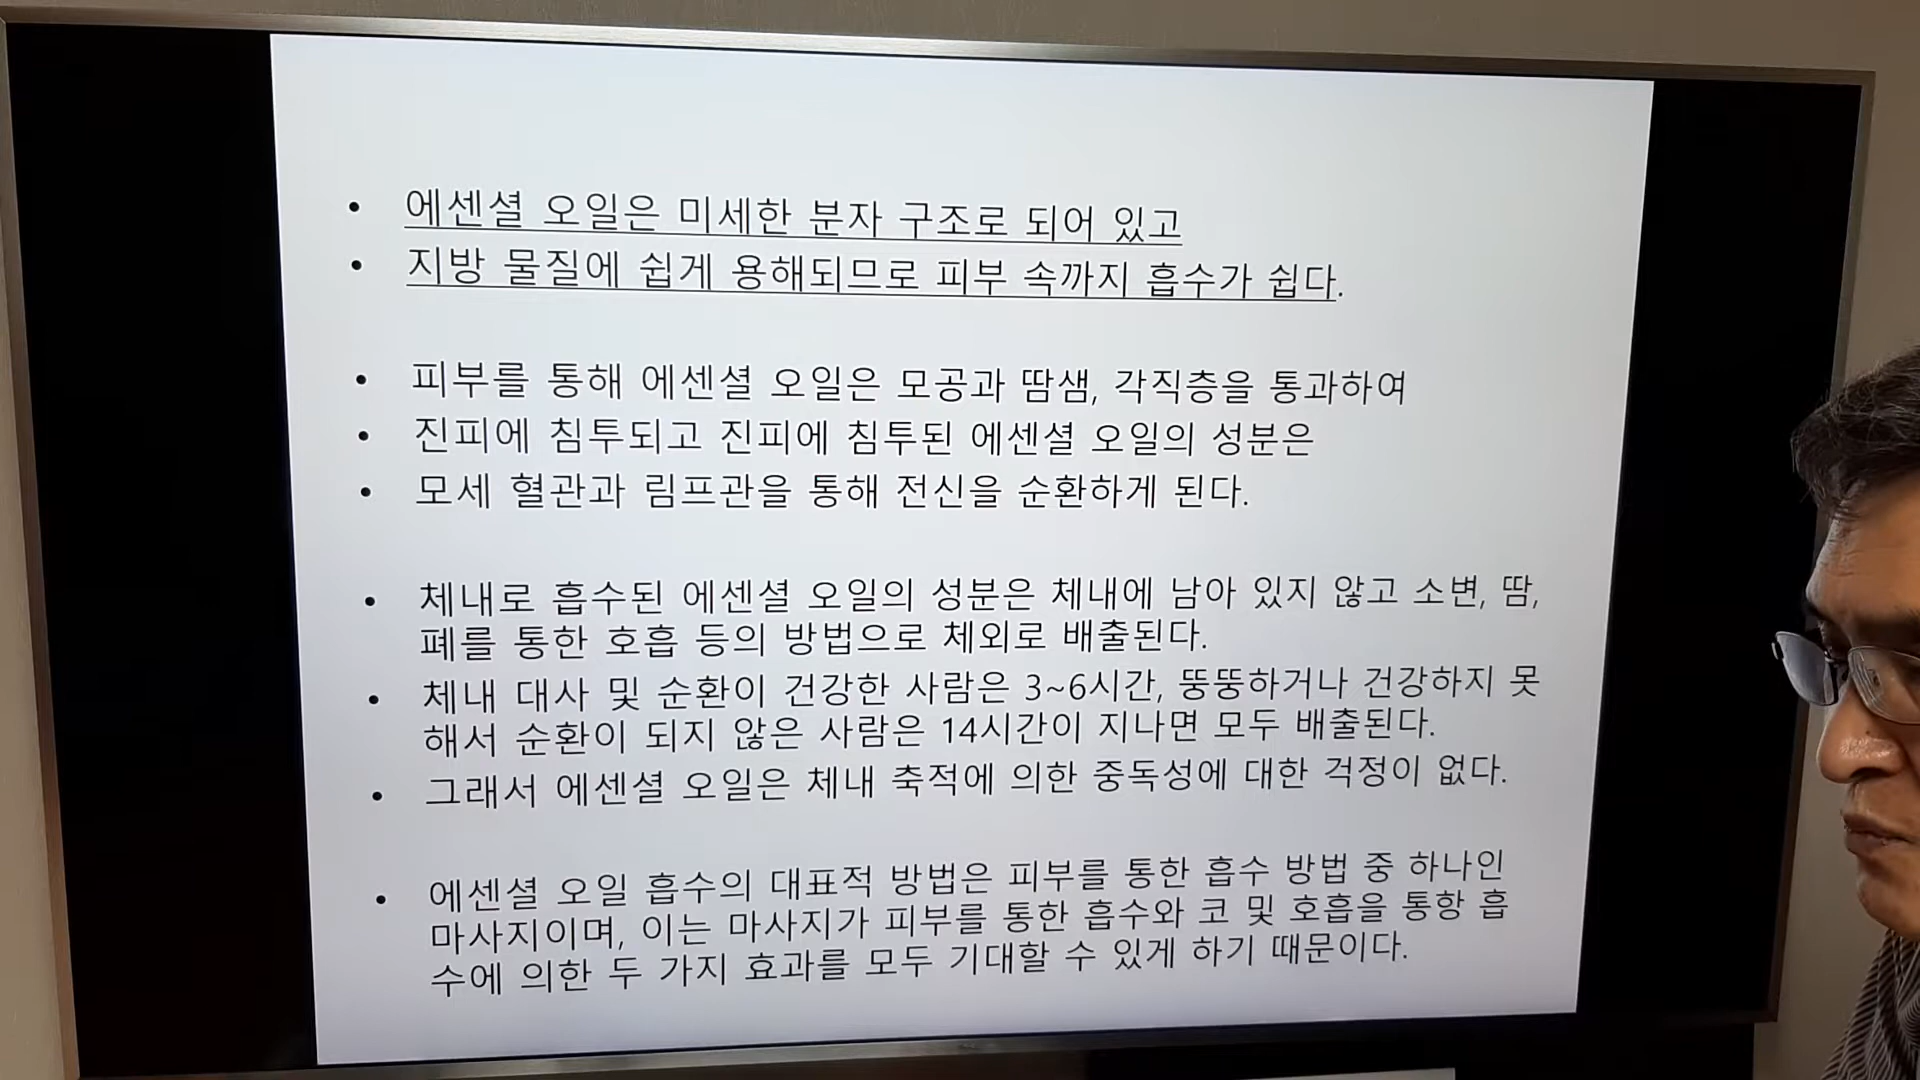 • 에센셜 오일은 미세한 분자 구조로 되어 있고
• 지방 물질에 쉽게 용해되므로 피부 속까지 흡수가 쉽다.
• 피부를 통해 에센셜 오일은 모공과 땀샘, 각직층을 통과하여
• 진피에 침투되고 진피에 침투된 에센셜 오일의 성분은
• 모세 혈관과 림프관을 통해 전신을 순환하게 된다.
• 체내로 흡수된 에센셜 오일의 성분은 체내에 남아 있지 않고 소변, 땀,
폐를 통한 호흡 등의 방법으로 체외로 배출된다.
• 체내 대사 및 순환이 건강한 사람은 3~6시간, 뚱뚱하거나 건강하지 못
해서 순환이 되지 않은 사람은 14시간이 지나면 모두 배출된다.
• 그래서 에센셜 오일은 체내 축적에 의한 중독성에 대한 걱정이 없다.
• 에센셜 오일 흡수의 대표적 방법은 피부를 통한 흡수 방법 중 하나인
마사지이며, 이는 마사지가 피부를 통한 흡수와 코 및 호흡을 통항 흡
수에 의한 두 가지 효과를 모두 기대할 수 있게 하기 때문이다.